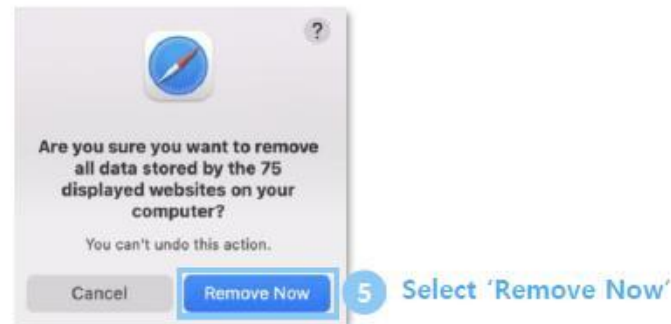 ?
Are you sure you want to remove
all data stored by the 75
displayed websites on your
computer?
You can't undo this action.
Cancel
Remove Now
5 Select ‘Remove Now’